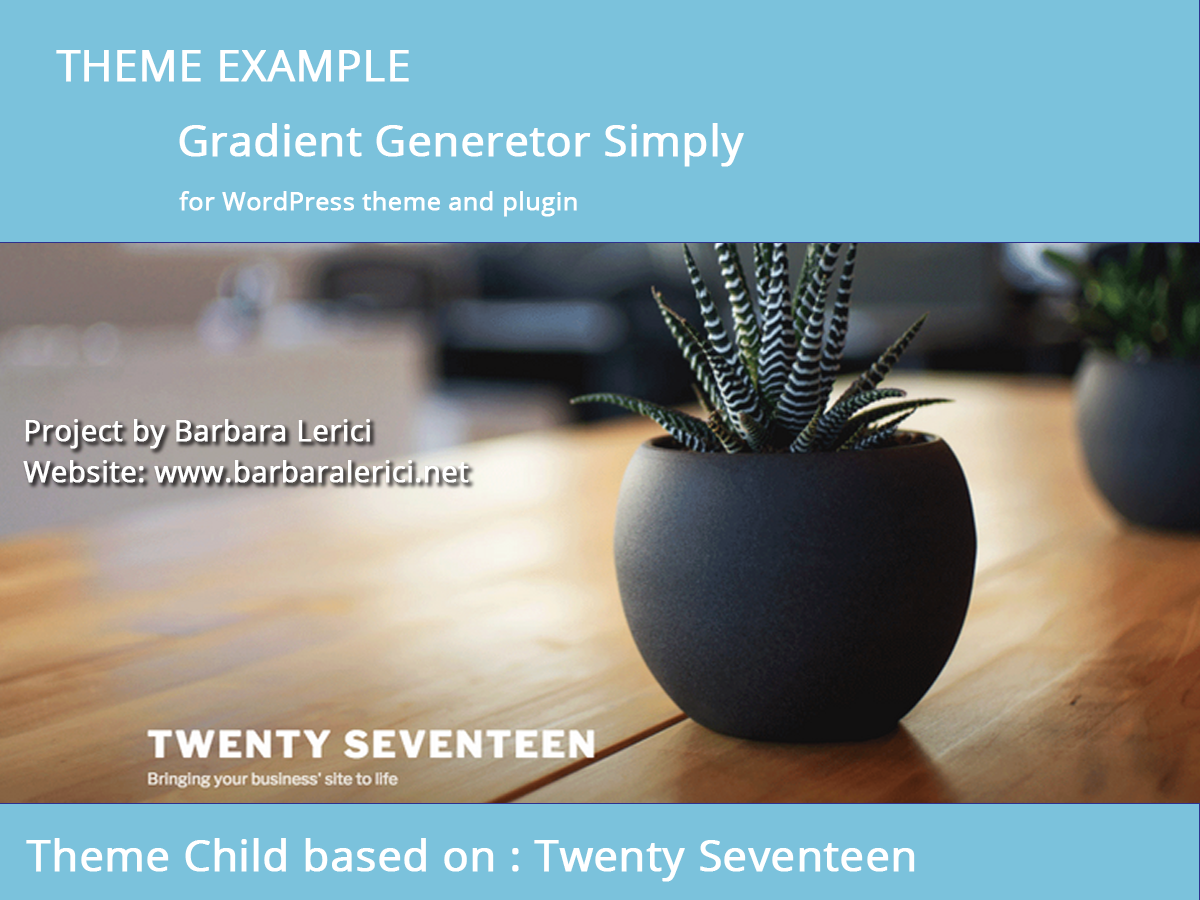 THEME EXAMPLE
Gradient Generetor Simply
for WordPress theme and plugin
Project by Barbara Lerici
Website: www.barbaralerici.net
TWENTY SEVENTEEN
Bringing your business' site to life
Theme Child based on : Twenty Seventeen